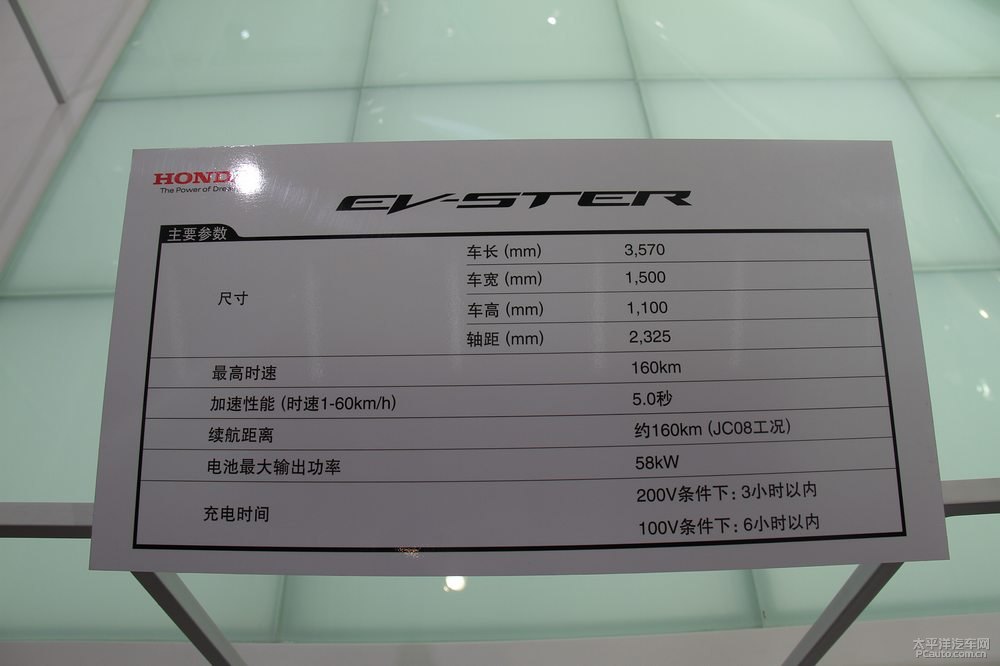 HOND
The Power of Drea
EV-STER
主要参数
尺寸
车长 (mm) 3,570
车宽 (mm) 1,500
车高 (mm) 1,100
轴距 (mm) 2,325
最高时速 160km
加速性能 (时速1-60km/h) 5.0秒
续航距离 约160km (JC08工况)
电池最大输出功率 58kW
充电时间
200V条件下: 3小时以内
100V条件下: 6小时以内
太平洋汽车网
PCauto.com.cn